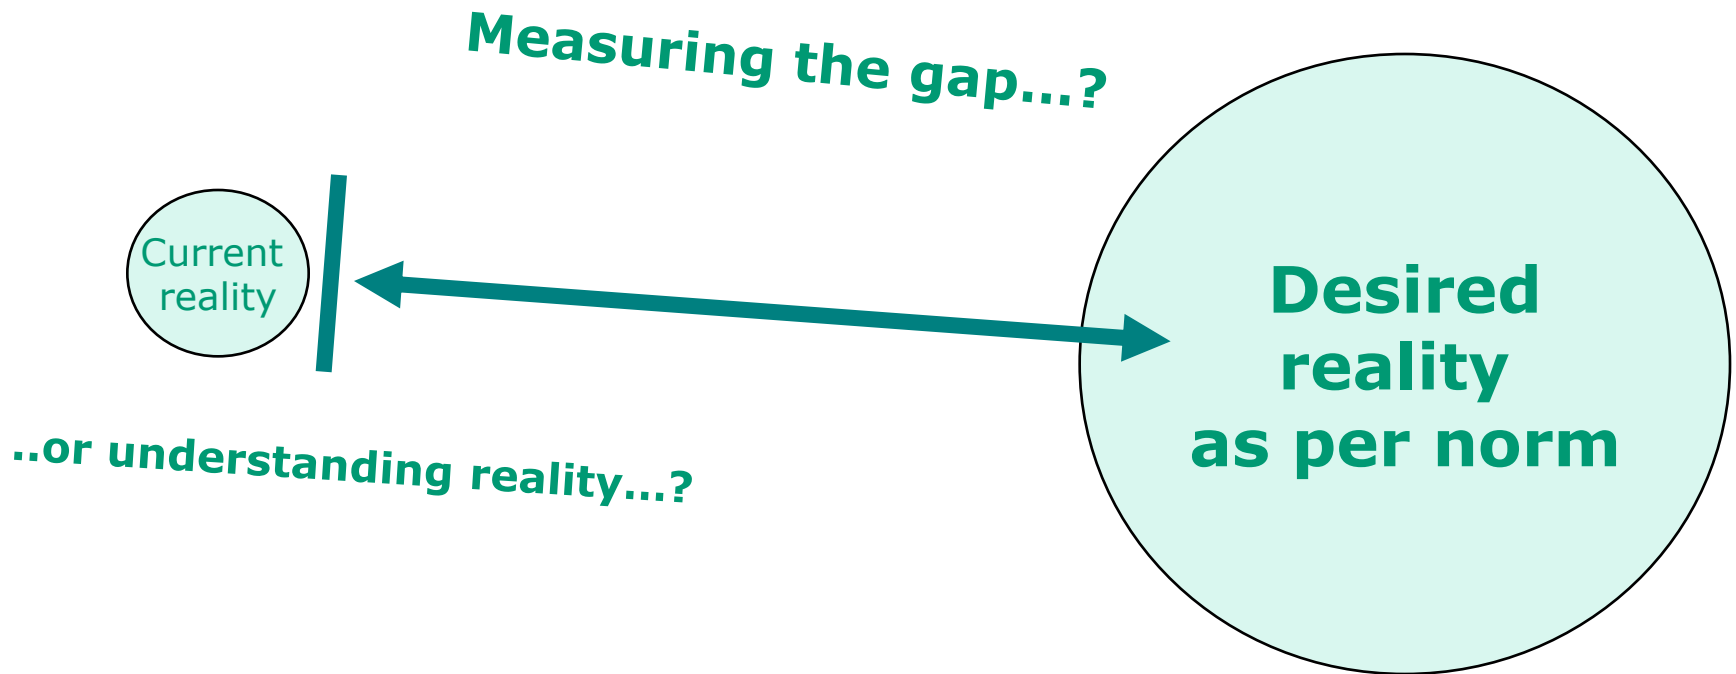 Measuring the gap...?
Current
reality
Desired
reality
as per norm
..or understanding reality...?